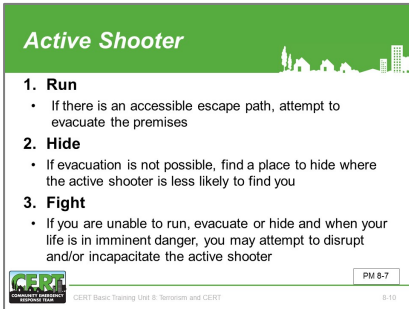 Active Shooter
1. Run
• If there is an accessible escape path, attempt to
evacuate the premises
2. Hide
• If evacuation is not possible, find a place to hide where
the active shooter is less likely to find you
3. Fight
• If you are unable to run, evacuate or hide and when your
life is in imminent danger, you may attempt to disrupt
and/or incapacitate the active shooter
PM 8-7
CERT
COMMUNITY EMERGENCY
RESPONSE TEAM
CERT Basic Training Unit 8: Terrorism and CERT
8-10